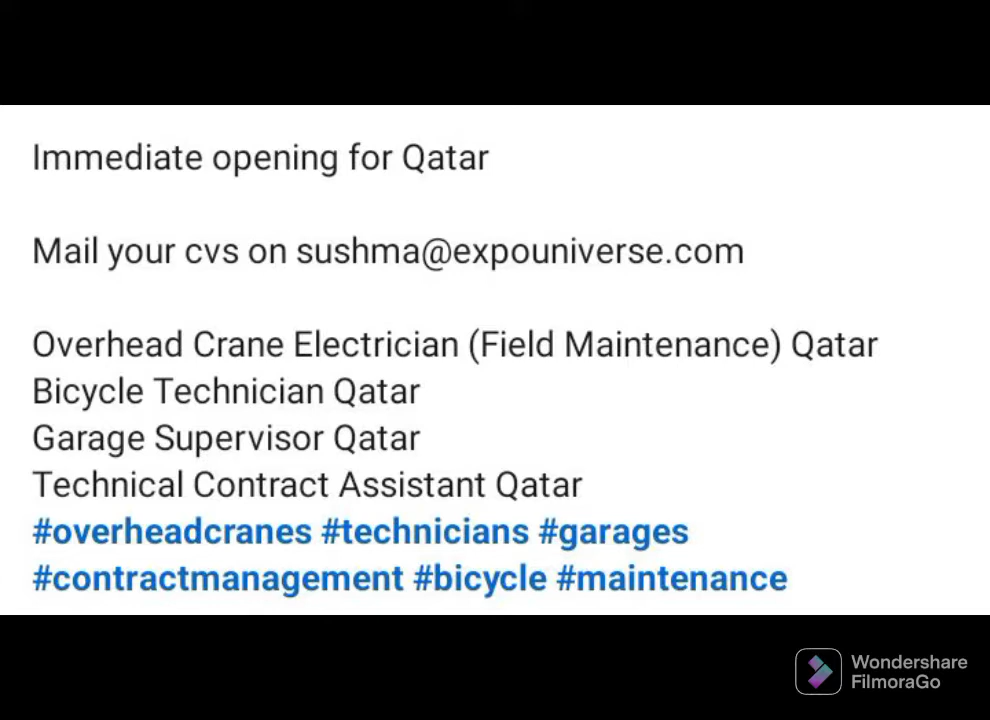 Immediate opening for Qatar
Mail your cvs on sushma@expouniverse.com
Overhead Crane Electrician (Field Maintenance) Qatar
Bicycle Technician Qatar
Garage Supervisor Qatar
Technical Contract Assistant Qatar
#overheadcranes #technicians #garages
#contractmanagement #bicycle #maintenance
Wondershare
FilmoraGo